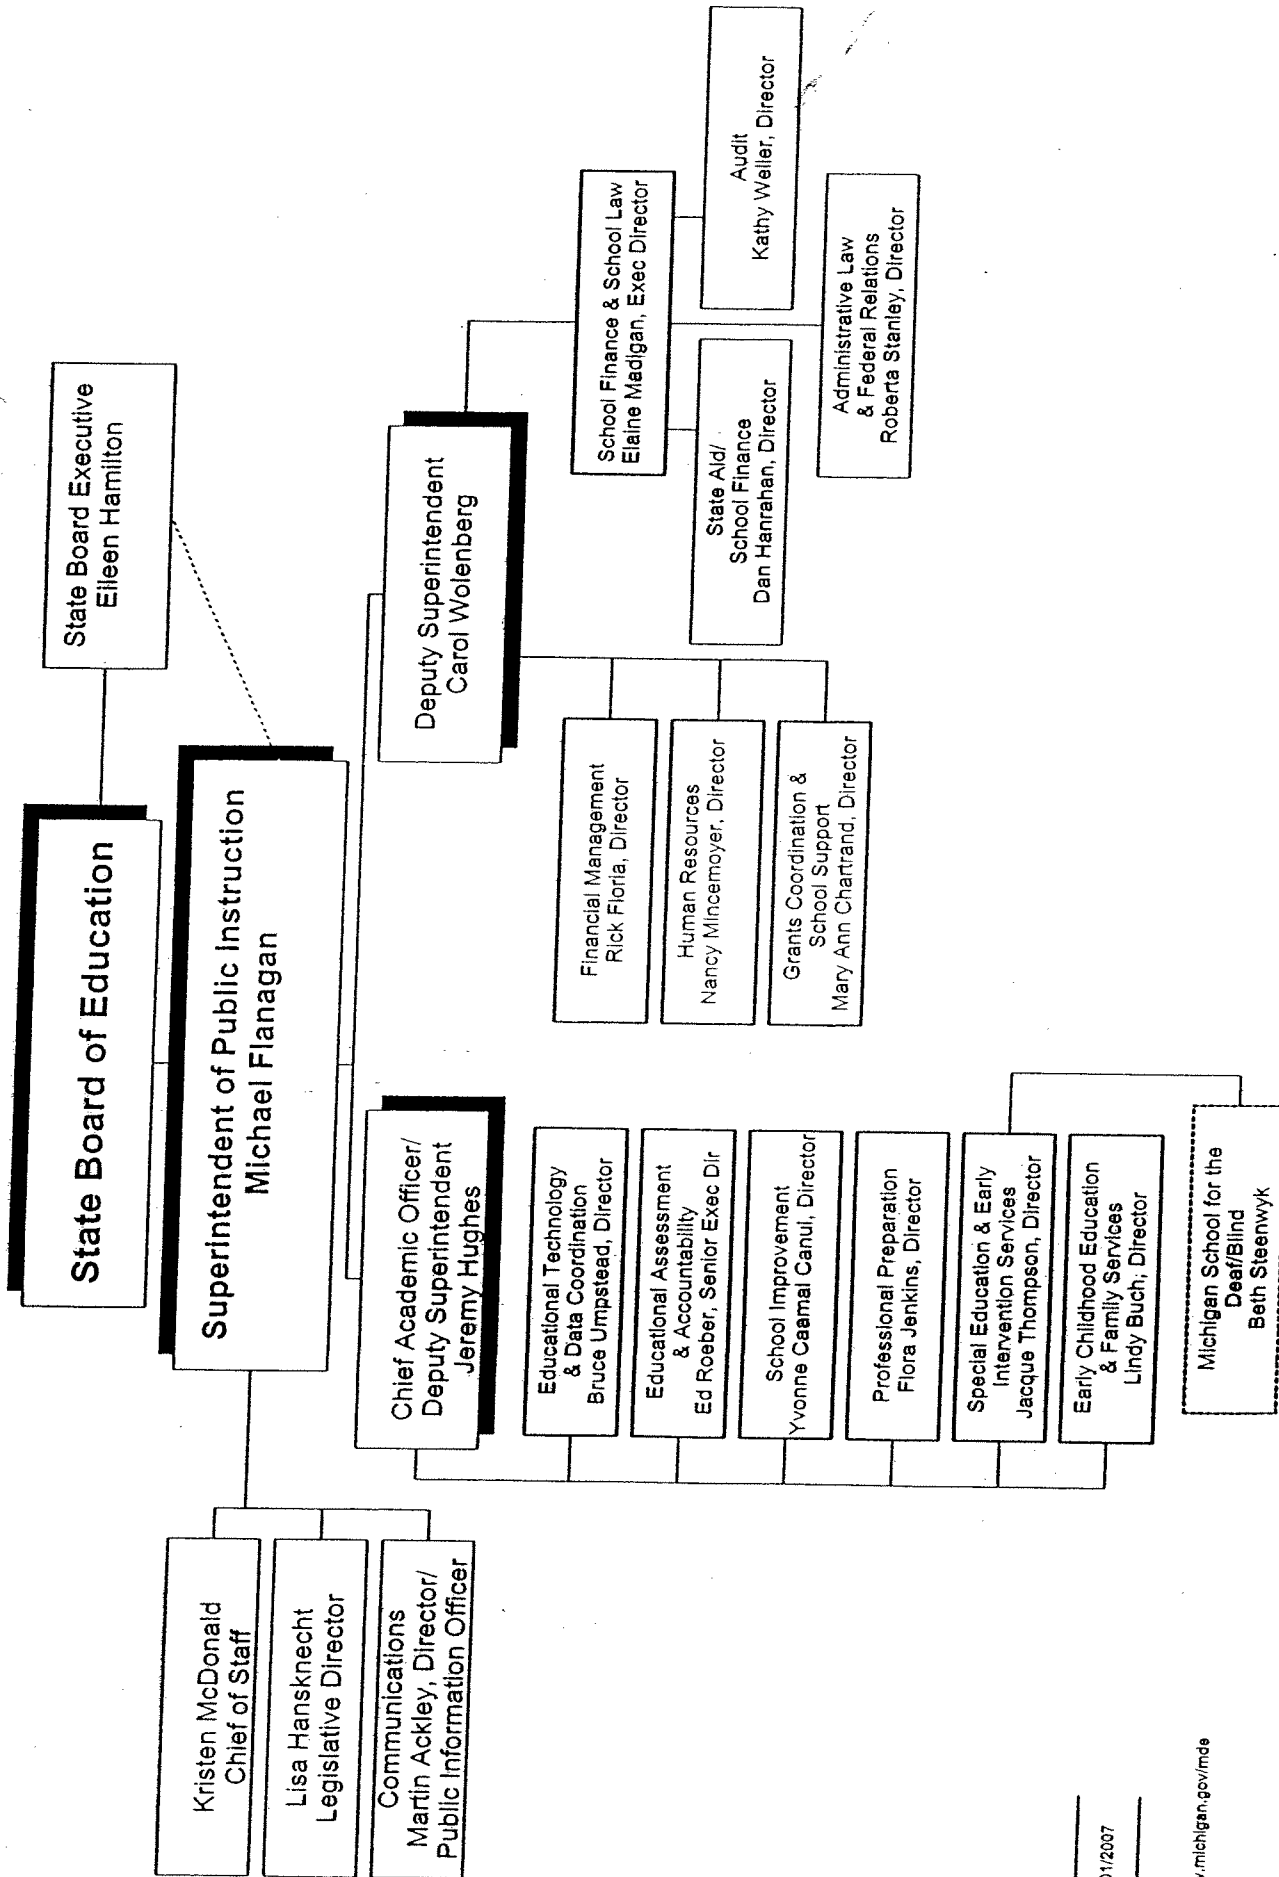 State Board of Education
State Board Executive
Eileen Hamilton
Superintendent of Public Instruction
Michael Flanagan
Kristen McDonald
Chief of Staff
Lisa Hansknecht
Legislative Director
Communications
Martin Ackley, Director/
Public Information Officer
Chief Academic Officer/
Deputy Superintendent
Jeremy Hughes
Educational Technology
& Data Coordination
Bruce Umpstead, Director
Educational Assessment
& Accountability
Ed Roeber, Senior Exec Dir
School Improvement
Yvonne Caamal Canul, Director
Professional Preparation
Flora Jenkins, Director
Special Education & Early
Intervention Services
Jacque Thompson, Director
Early Childhood Education
& Family Services
Lindy Buch, Director
Michigan School for the
Deaf/Blind
Beth Steenwyk
Deputy Superintendent
Carol Wolenberg
Financial Management
Rick Floria, Director
Human Resources
Nancy Mincemoyer, Director
Grants Coordination &
School Support
Mary Ann Chartrand, Director
School Finance & School Law
Elaine Madigan, Exec Director
State Aid/
School Finance
Dan Hanrahan, Director
Audit
Kathy Weller, Director
Administrative Law
& Federal Relations
Roberta Stanley, Director
01/2007
.michigan.gov/mde